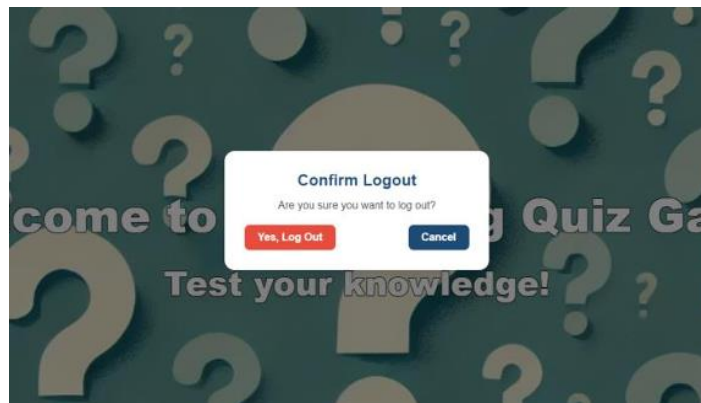 Confirm Logout
Are you sure you want to log out?
come to g Quiz Ga
Yes, Log Out Cancel
Test your knowledge!